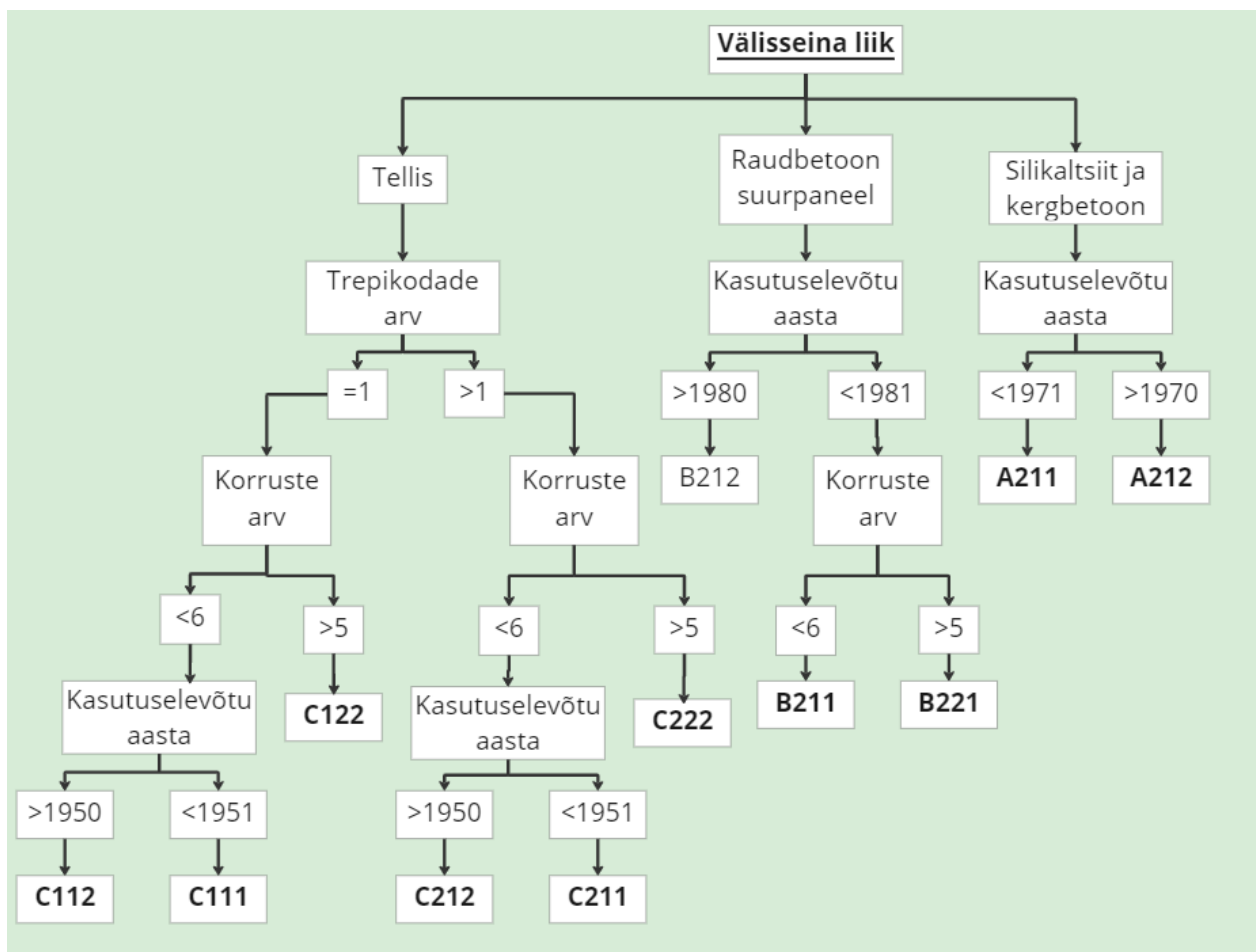 Välisseina liik
Tellis
Raudbetoon
suurpaneel
Silikaltsiit ja
kergbetoon
Trepikodade
arv
Kasutuselevõtu
aasta
Kasutuselevõtu
aasta
=1
>1
>1980
<1981
<1971
>1970
Korruste
arv
Korruste
arv
B212
Korruste
arv
A211
A212
<6
>5
<6
>5
<6
>5
Kasutuselevõtu
aasta
C122
Kasutuselevõtu
aasta
C222
B211
B221
>1950
<1951
>1950
<1951
C112
C111
C212
C211